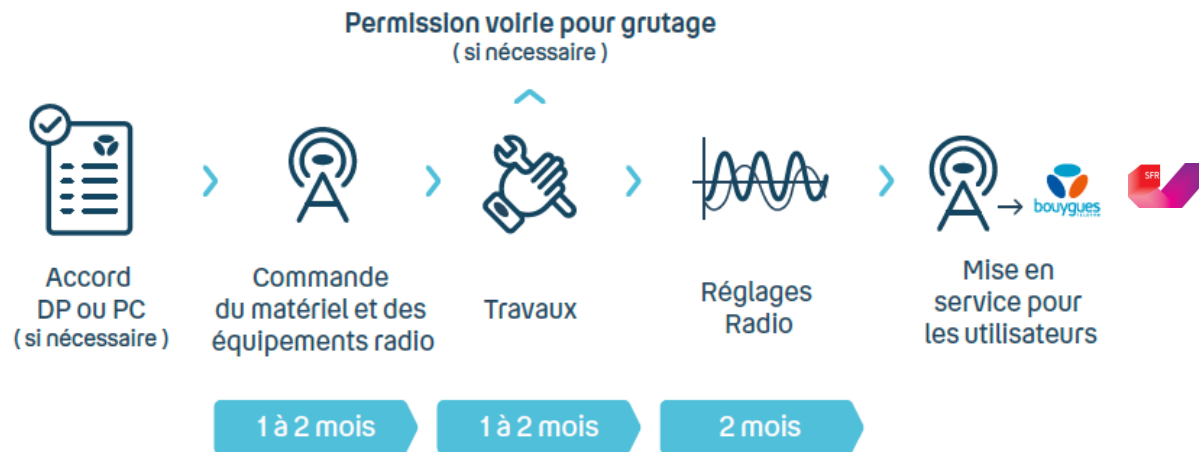 Permission voirie pour grutage
( si nécessaire )
Accord
DP ou PC
( si nécessaire )
Commande
du matériel et des
équipements radio
Travaux
Réglages
Radio
bouygues
TELECOM
SFR
Mise en
service pour
les utilisateurs
1 à 2 mois
1 à 2 mois
2 mois